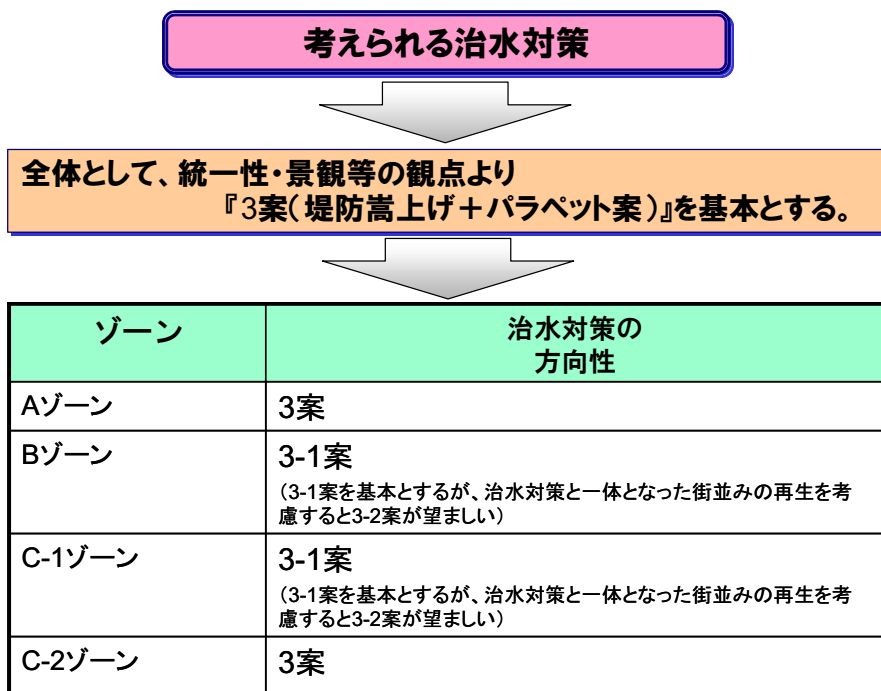 考えられる治水対策
全体として、統一性・景観等の観点より
『3案(堤防嵩上げ＋パラペット案)』を基本とする。
ゾーン
治水対策の
方向性
Aゾーン
3案
Bゾーン
3-1案
(3-1案を基本とするが、治水対策と一体となった街並みの再生を考
慮すると3-2案が望ましい)
C-1ゾーン
3-1案
(3-1案を基本とするが、治水対策と一体となった街並みの再生を考
慮すると3-2案が望ましい)
C-2ゾーン
3案